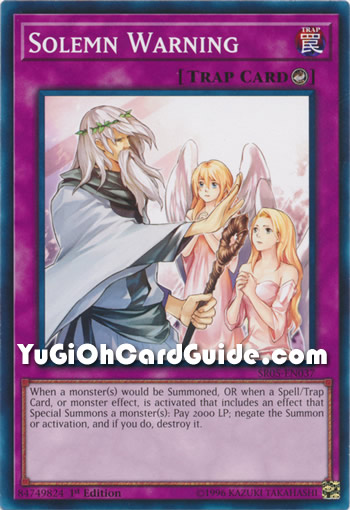 SOLEMN WARNING
TRAP
罠
[TRAP CARD]
YuGiOhCardGuide.com
SR05-EN037
When a monster(s) would be Summoned, OR when a Spell/Trap
Card, or monster effect, is activated that includes an effect that
Special Summons a monster(s): Pay 2000 LP; negate the Summon
or activation, and if you do, destroy it.
84749824 1st Edition ©1996 KAZUKI TAKAHASHI